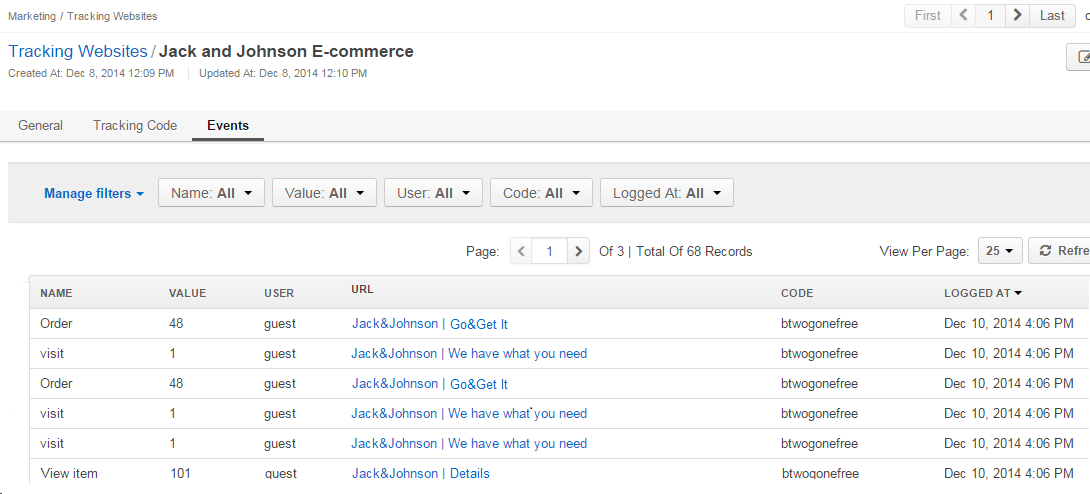 Marketing / Tracking Websites First 1 Last
Tracking Websites / Jack and Johnson E-commerce
Created At: Dec 8, 2014 12:09 PM Updated At: Dec 8, 2014 12:10 PM
General Tracking Code Events
Manage filters Name: All Value: All User: All Code: All Logged At: All
Page: 1 Of 3 | Total Of 68 Records View Per Page: 25 Refre
NAME VALUE USER URL CODE LOGGED AT
Order 48 guest Jack&Johnson | Go&Get It btwogonefree Dec 10, 2014 4:06 PM
visit 1 guest Jack&Johnson | We have what you need btwogonefree Dec 10, 2014 4:06 PM
Order 48 guest Jack&Johnson | Go&Get It btwogonefree Dec 10, 2014 4:06 PM
visit 1 guest Jack&Johnson | We have what you need btwogonefree Dec 10, 2014 4:06 PM
visit 1 guest Jack&Johnson | We have what you need btwogonefree Dec 10, 2014 4:06 PM
View item 101 guest Jack&Johnson | Details btwogonefree Dec 10, 2014 4:06 PM